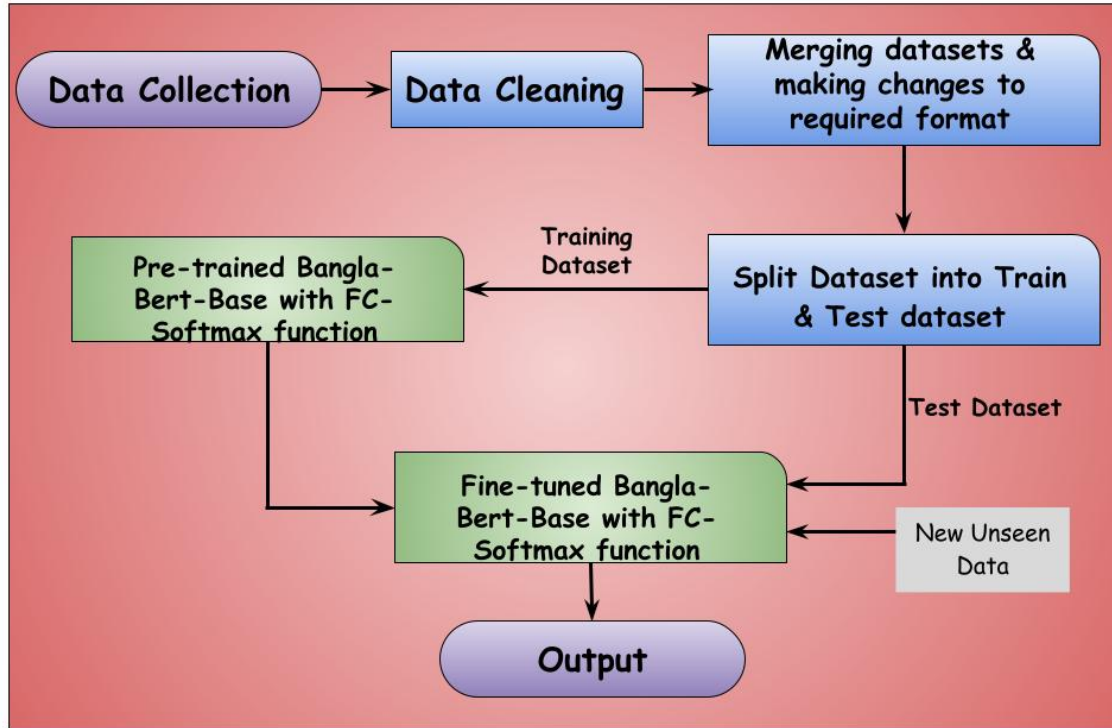 Data Collection
Data Cleaning
Merging datasets &
making changes to
required format
Training
Dataset
Pre-trained Bangla-
Bert-Base with FC-
Softmax function
Split Dataset into Train
& Test dataset
Test Dataset
Fine-tuned Bangla-
Bert-Base with FC-
Softmax function
New Unseen
Data
Output